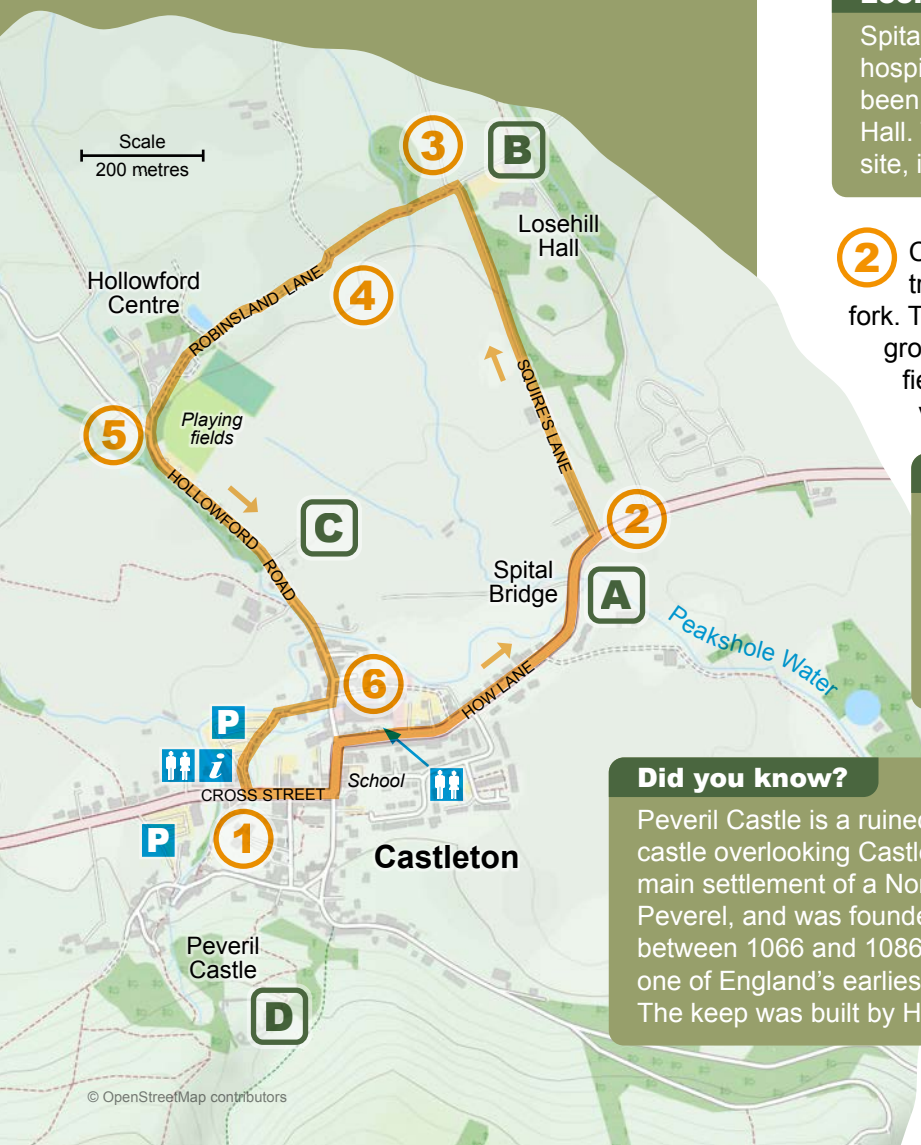 Scale
200 metres
3
B
Losehill
Hall
Hollowford
Centre
ROBINSLAND LANE
4
SQUIRE'S LANE
Playing
fields
5
HOLLOWFORD ROAD
C
2
Spital
Bridge
A
Peakshole Water
6
HOW LANE
P
i
CROSS STREET
School
P
1
Castleton
Peveril
Castle
D
© OpenStreetMap contributors
Spita
hospi
been
Hall.
site, i
2
fork. T
gro
fie
Did you know?
Peveril Castle is a ruined
castle overlooking Castle
main settlement of a Nor
Peverel, and was founde
between 1066 and 1086
one of England's earliest
The keep was built by H